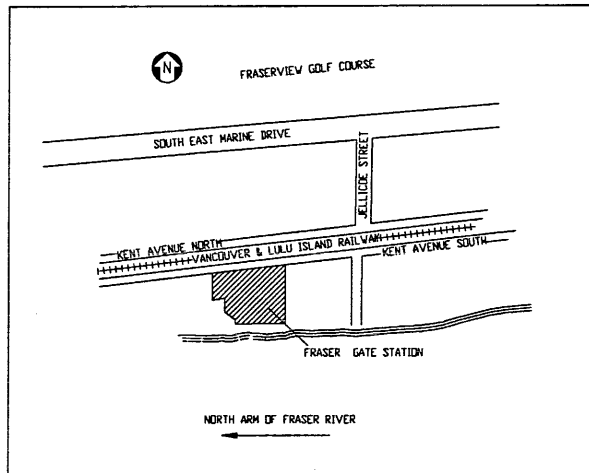 N
FRASERVIEW GOLF COURSE
SOUTH EAST MARINE DRIVE
JELLICOE STREET
KENT AVENUE NORTH
VANCOUVER & LULU ISLAND RAILWAY
KENT AVENUE SOUTH
FRASER GATE STATION
NORTH ARM OF FRASER RIVER